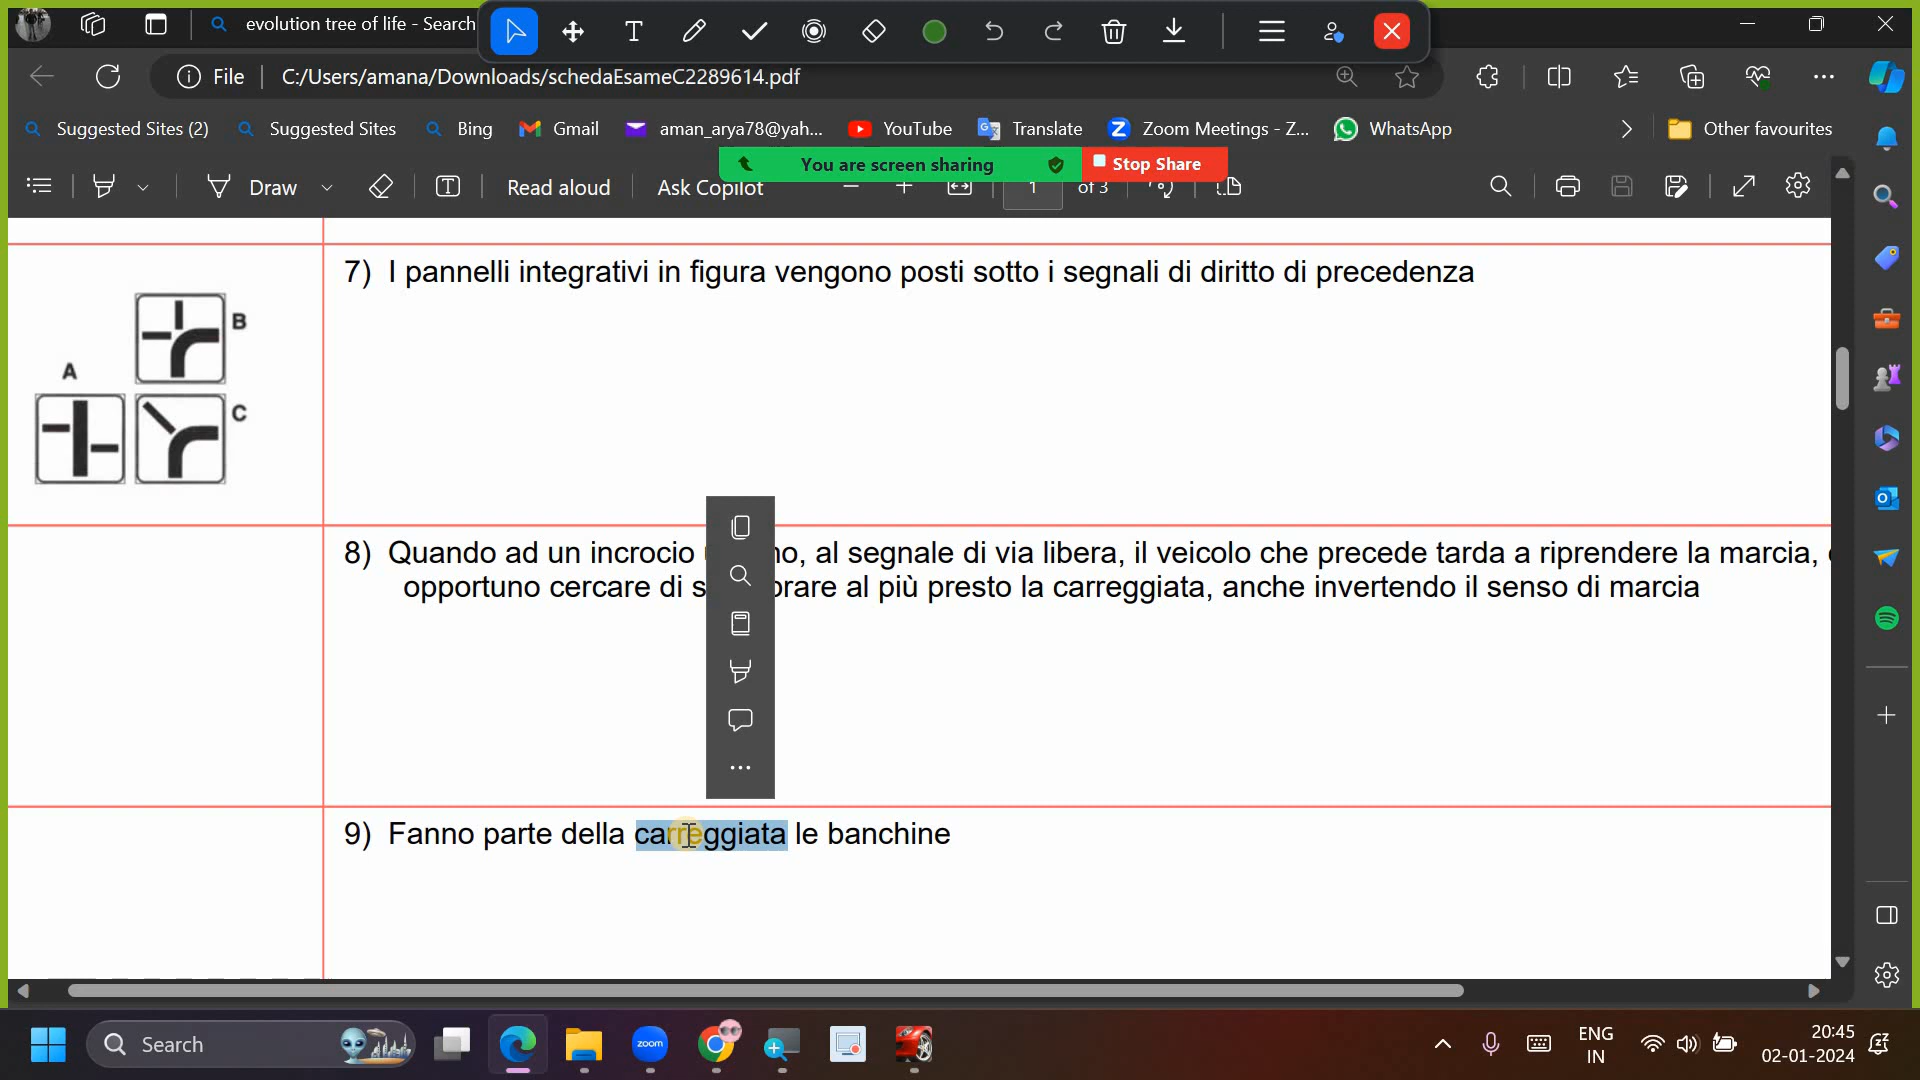 evolution tree of life - Search
T
File
C:/Users/amana/Downloads/schedaEsameC2289614.pdf
Suggested Sites (2)
Suggested Sites
Bing
Gmail
aman_arya78@yah...
YouTube
Translate
Zoom Meetings - Z...
WhatsApp
Other favourites
You are screen sharing
Stop Share
Draw
Read aloud
Ask Copilot
1
of 3
7) I pannelli integrativi in figura vengono posti sotto i segnali di diritto di precedenza
B
A
C
8) Quando ad un incrocio no, al segnale di via libera, il veicolo che precede tarda a riprendere la marcia,
opportuno cercare di s brare al più presto la carreggiata, anche invertendo il senso di marcia
9) Fanno parte della carreggiata le banchine
Search
zoom
ENG
IN
20:45
02-01-2024